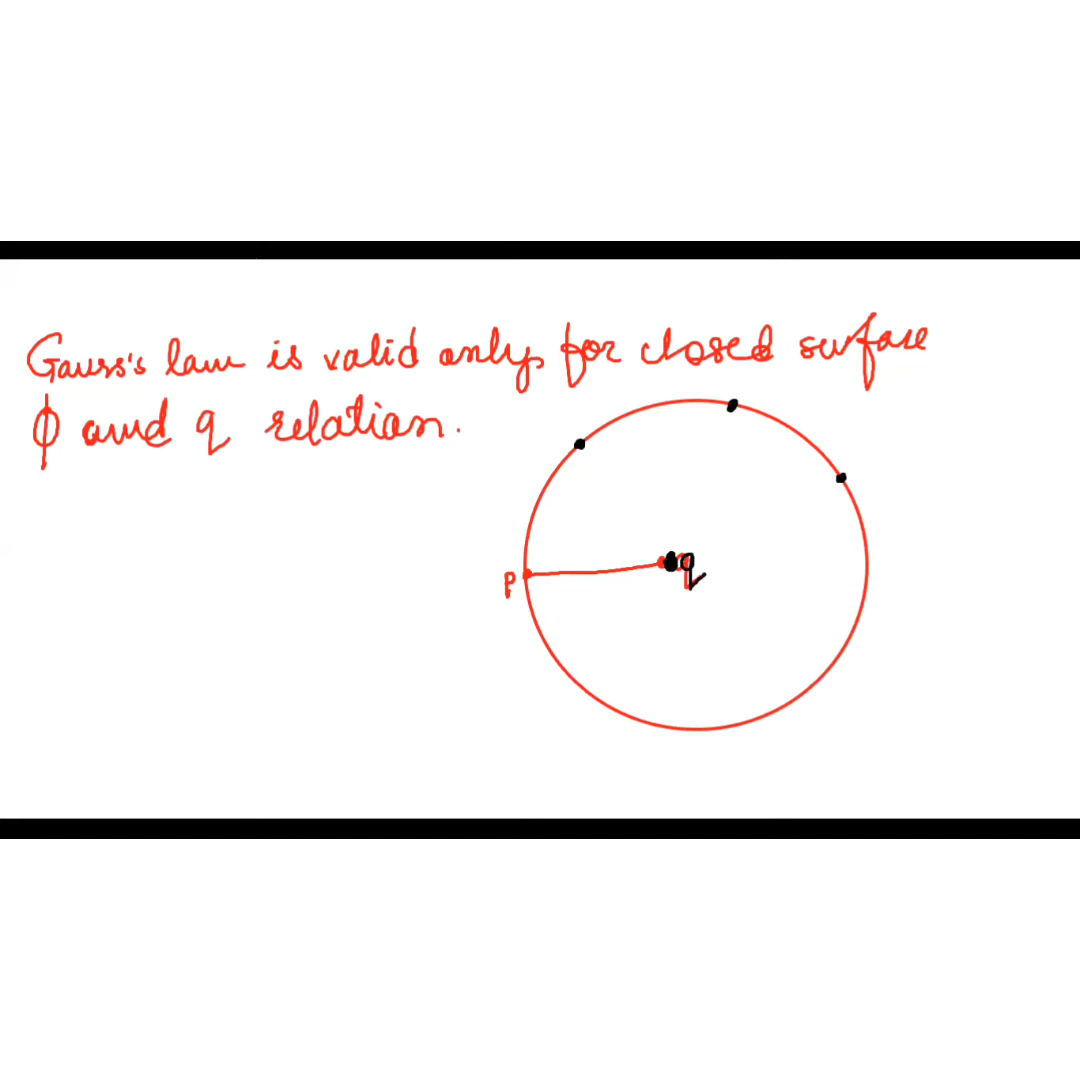 Gauss's law is valid only for closed surface
ϕ and q relation.
P
q